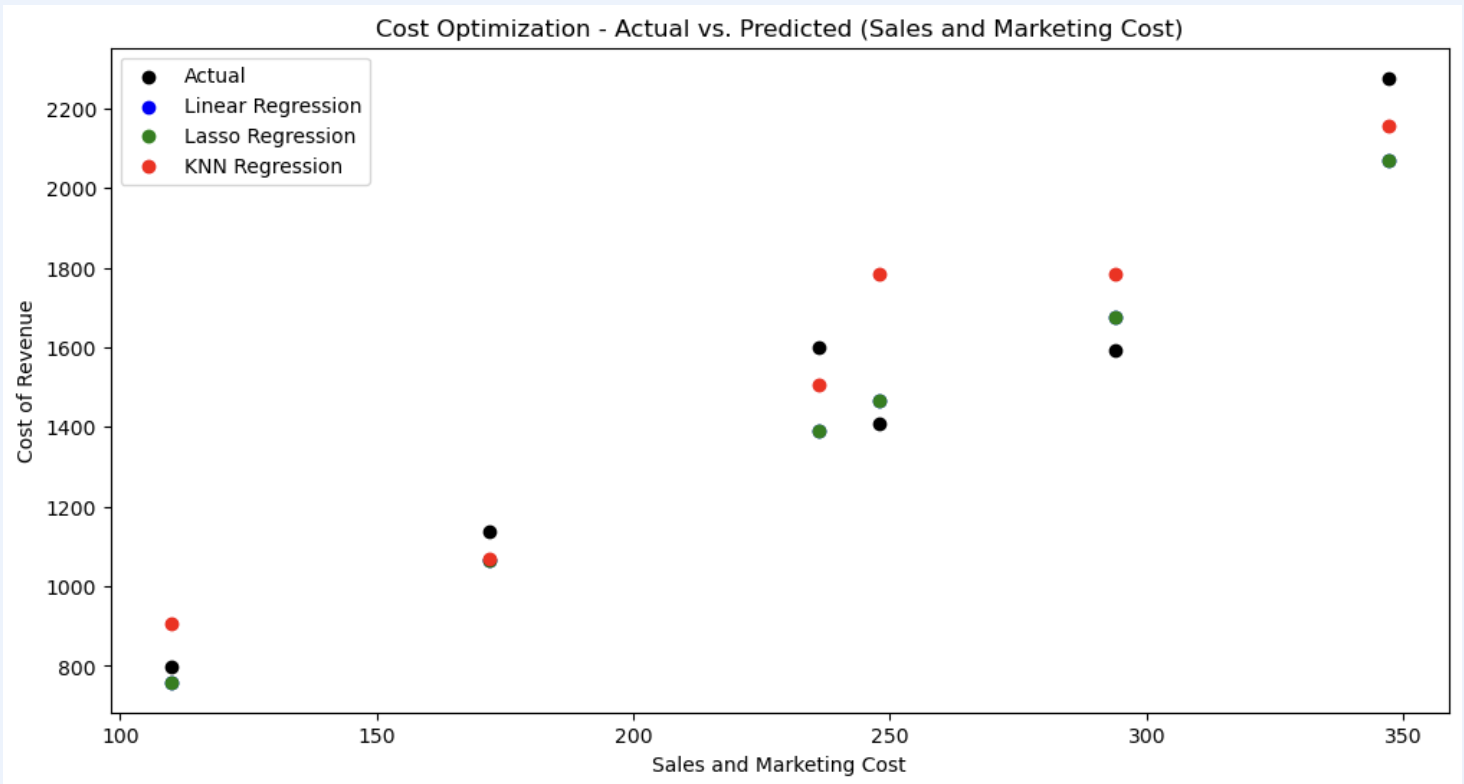 Cost Optimization - Actual vs. Predicted (Sales and Marketing Cost)
Actual
Linear Regression
Lasso Regression
KNN Regression
2200
2000
1800
1600
1400
1200
1000
800
Cost of Revenue
100 150 200 250 300 350
Sales and Marketing Cost